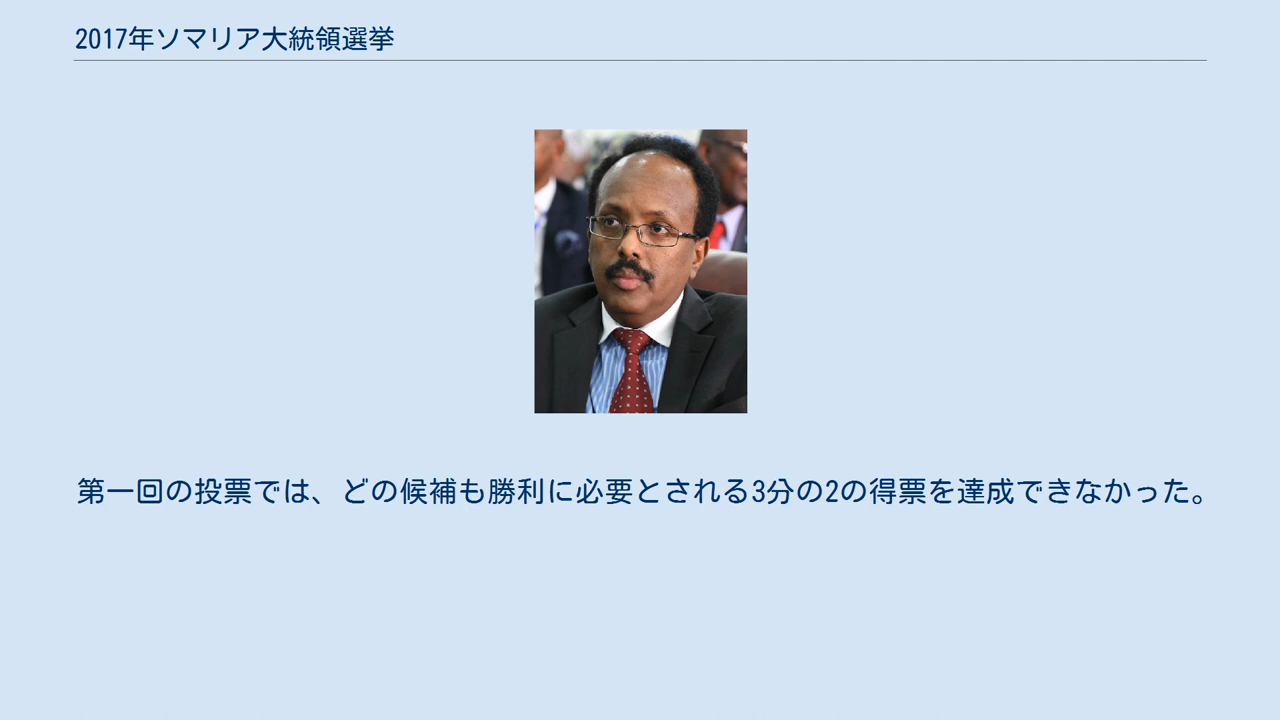 2017年ソマリア大統領選挙
第一回の投票では、どの候補も勝利に必要とされる3分の2の得票を達成できなかった。